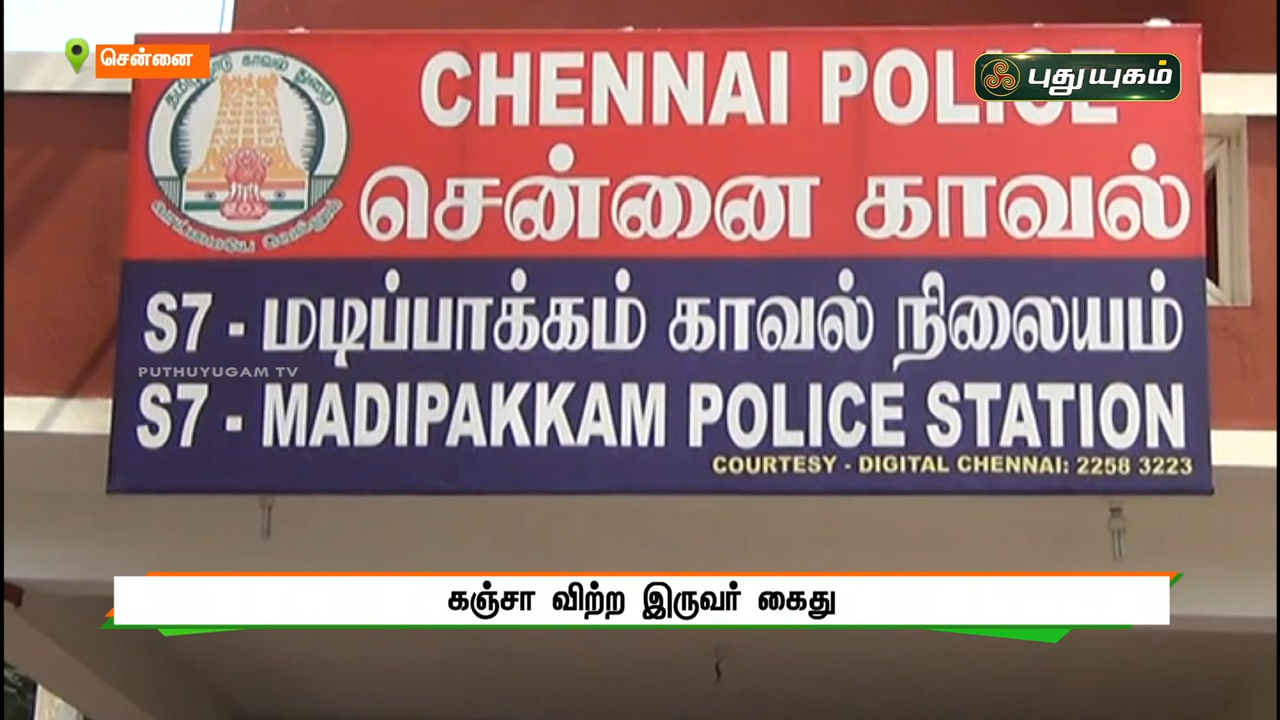 சென்னை
புதுயுகம்
CHENNAI POLICE
சென்னை காவல்
S7 - மடிப்பாக்கம் காவல் நிலையம்
PUTHUYUGAM TV
S7 - MADIPAKKAM POLICE STATION
COURTESY - DIGITAL CHENNAI: 2258 3223
கஞ்சா விற்ற இருவர் கைது